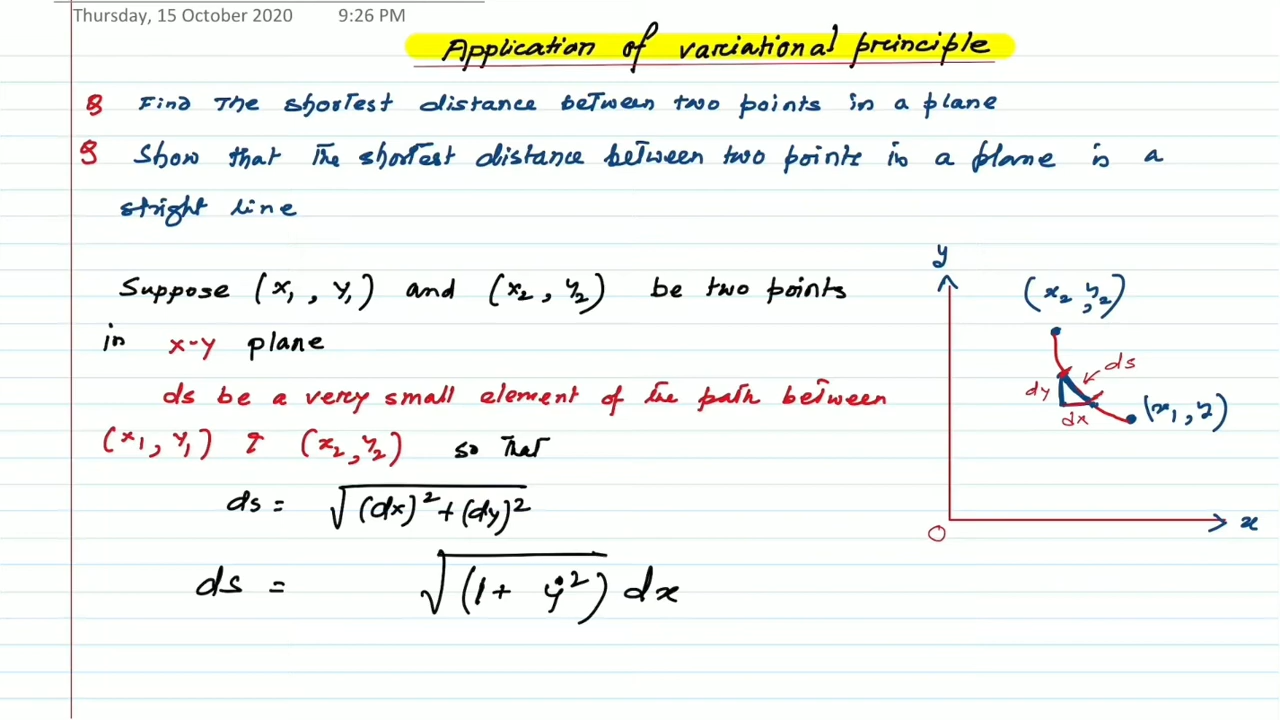 Thursday, 15 October 2020 9:26 PM
Application of variational principle
Q Find The shortest distance between two points in a plane
Q Show that The shortest distance between two points in a plane is a
stright line
Suppose (x₁, y₁) and (x₂, y₂) be two points
in x-y plane
ds be a very small element of the path between
(x₁, y₁) & (x₂, y₂) so that
ds = √(dx)² + (dy)²
ds = √(1 + ẏ²) dx
y
(x₂, y₂)
ds
dy
dx
(x₁, y)
O
x